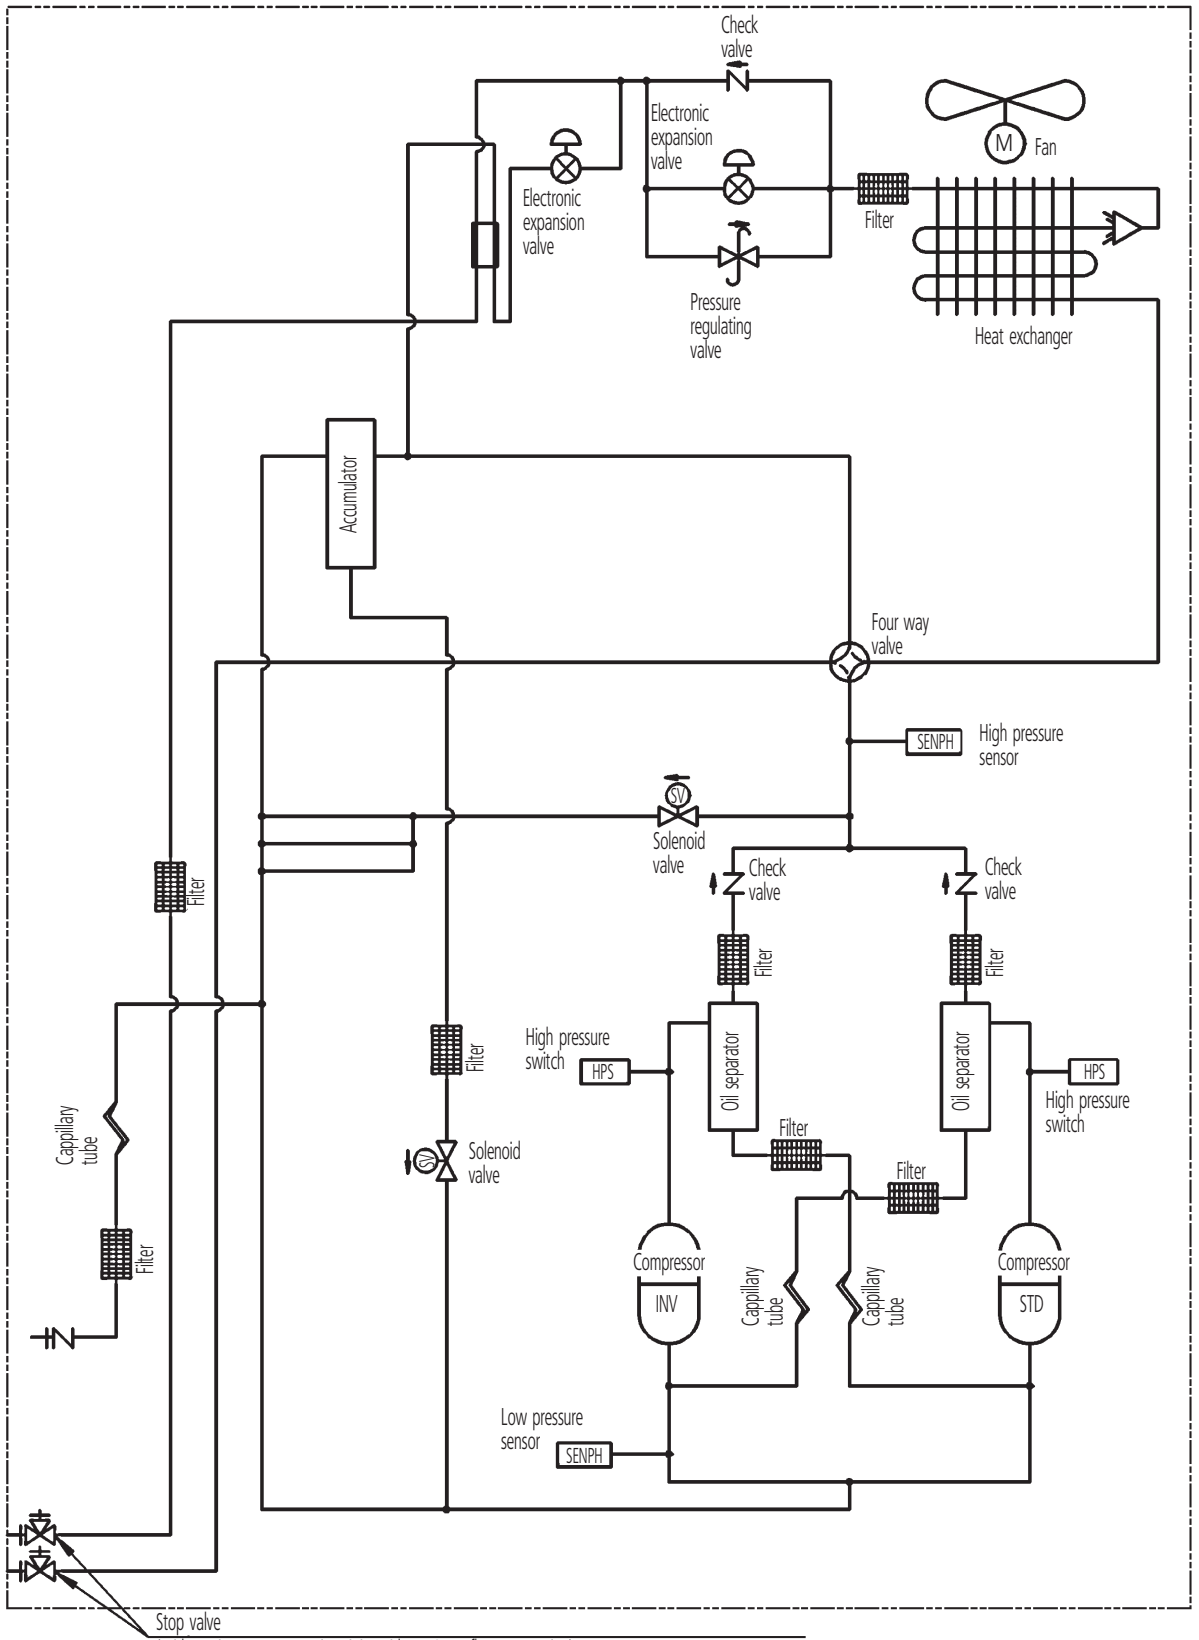 Check
valve
Electronic
expansion
valve
M
Fan
Electronic
expansion
valve
Filter
Pressure
regulating
valve
Heat exchanger
Accumulator
Four way
valve
SENPH
High pressure
sensor
SV
Solenoid
valve
Check
valve
Check
valve
Filter
Filter
Filter
High pressure
switch
HPS
Oil separator
Oil separator
HPS
High pressure
switch
Filter
Cappillary
tube
SV
Solenoid
valve
Filter
Filter
Filter
Compressor
INV
Cappillary
tube
Cappillary
tube
Compressor
STD
Low pressure
sensor
SENPH
Stop valve